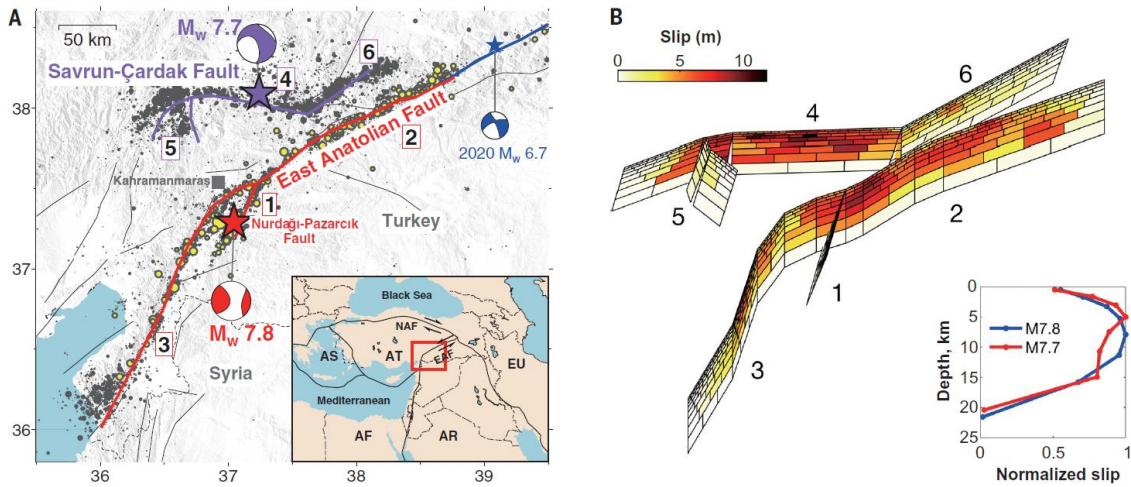 A
50 km
Mw 7.7
Savrun-Çardak Fault
6
4
5
38
2020 Mw 6.7
East Anatolian Fault
2
Kahramanmaraş
1
Nurdağı-Pazarcık
Fault
Turkey
37
Mw 7.8
3
Syria
36
36
37
38
39
Black Sea
NAF
AS
AT
EAF
EU
Mediterranean
AF
AR
B
Slip (m)
0
5
10
6
4
5
2
1
3
0
5
10
15
20
25
Depth, km
M7.8
M7.7
0
0.5
1
Normalized slip